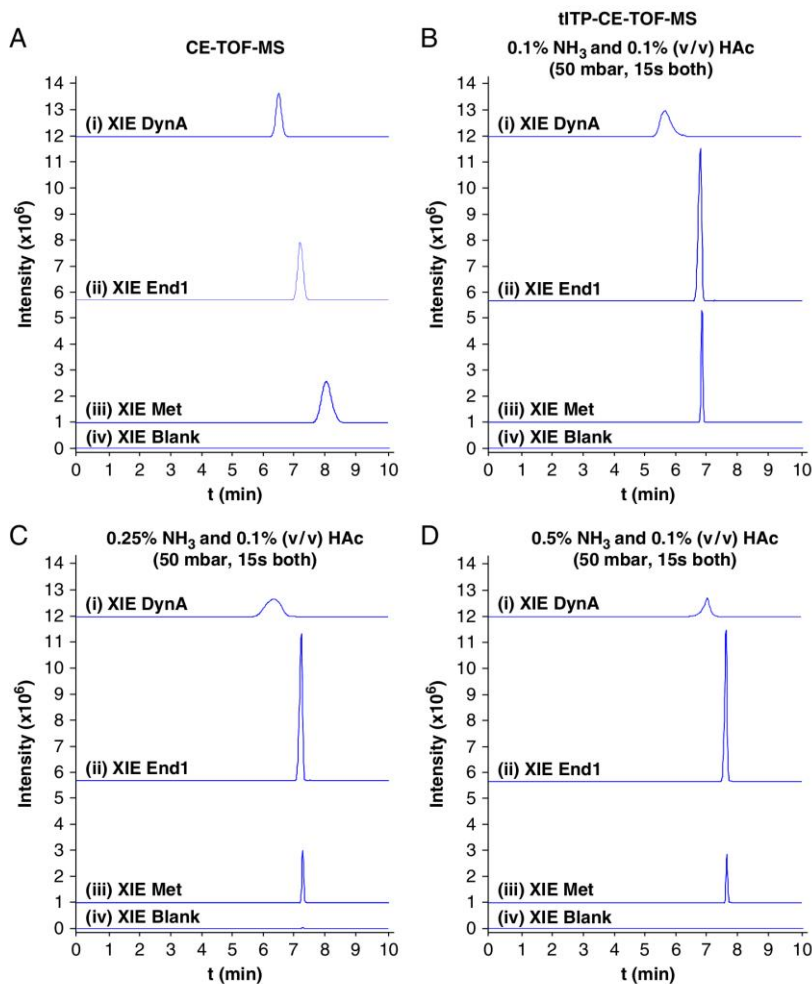 A
CE-TOF-MS
14
13
12
11
10
9
8
7
6
5
4
3
2
1
0
Intensity (x10⁶)
(i) XIE DynA
(ii) XIE End1
(iii) XIE Met
(iv) XIE Blank
0 1 2 3 4 5 6 7 8 9 10
t (min)
tITP-CE-TOF-MS
B
0.1% NH₃ and 0.1% (v/v) HAc
(50 mbar, 15s both)
14
13
12
11
10
9
8
7
6
5
4
3
2
1
0
Intensity (x10⁶)
(i) XIE DynA
(ii) XIE End1
(iii) XIE Met
(iv) XIE Blank
0 1 2 3 4 5 6 7 8 9 10
t (min)
C
0.25% NH₃ and 0.1% (v/v) HAc
(50 mbar, 15s both)
14
13
12
11
10
9
8
7
6
5
4
3
2
1
0
Intensity (x10⁶)
(i) XIE DynA
(ii) XIE End1
(iii) XIE Met
(iv) XIE Blank
0 1 2 3 4 5 6 7 8 9 10
t (min)
D
0.5% NH₃ and 0.1% (v/v) HAc
(50 mbar, 15s both)
14
13
12
11
10
9
8
7
6
5
4
3
2
1
0
Intensity (x10⁶)
(i) XIE DynA
(ii) XIE End1
(iii) XIE Met
(iv) XIE Blank
0 1 2 3 4 5 6 7 8 9 10
t (min)